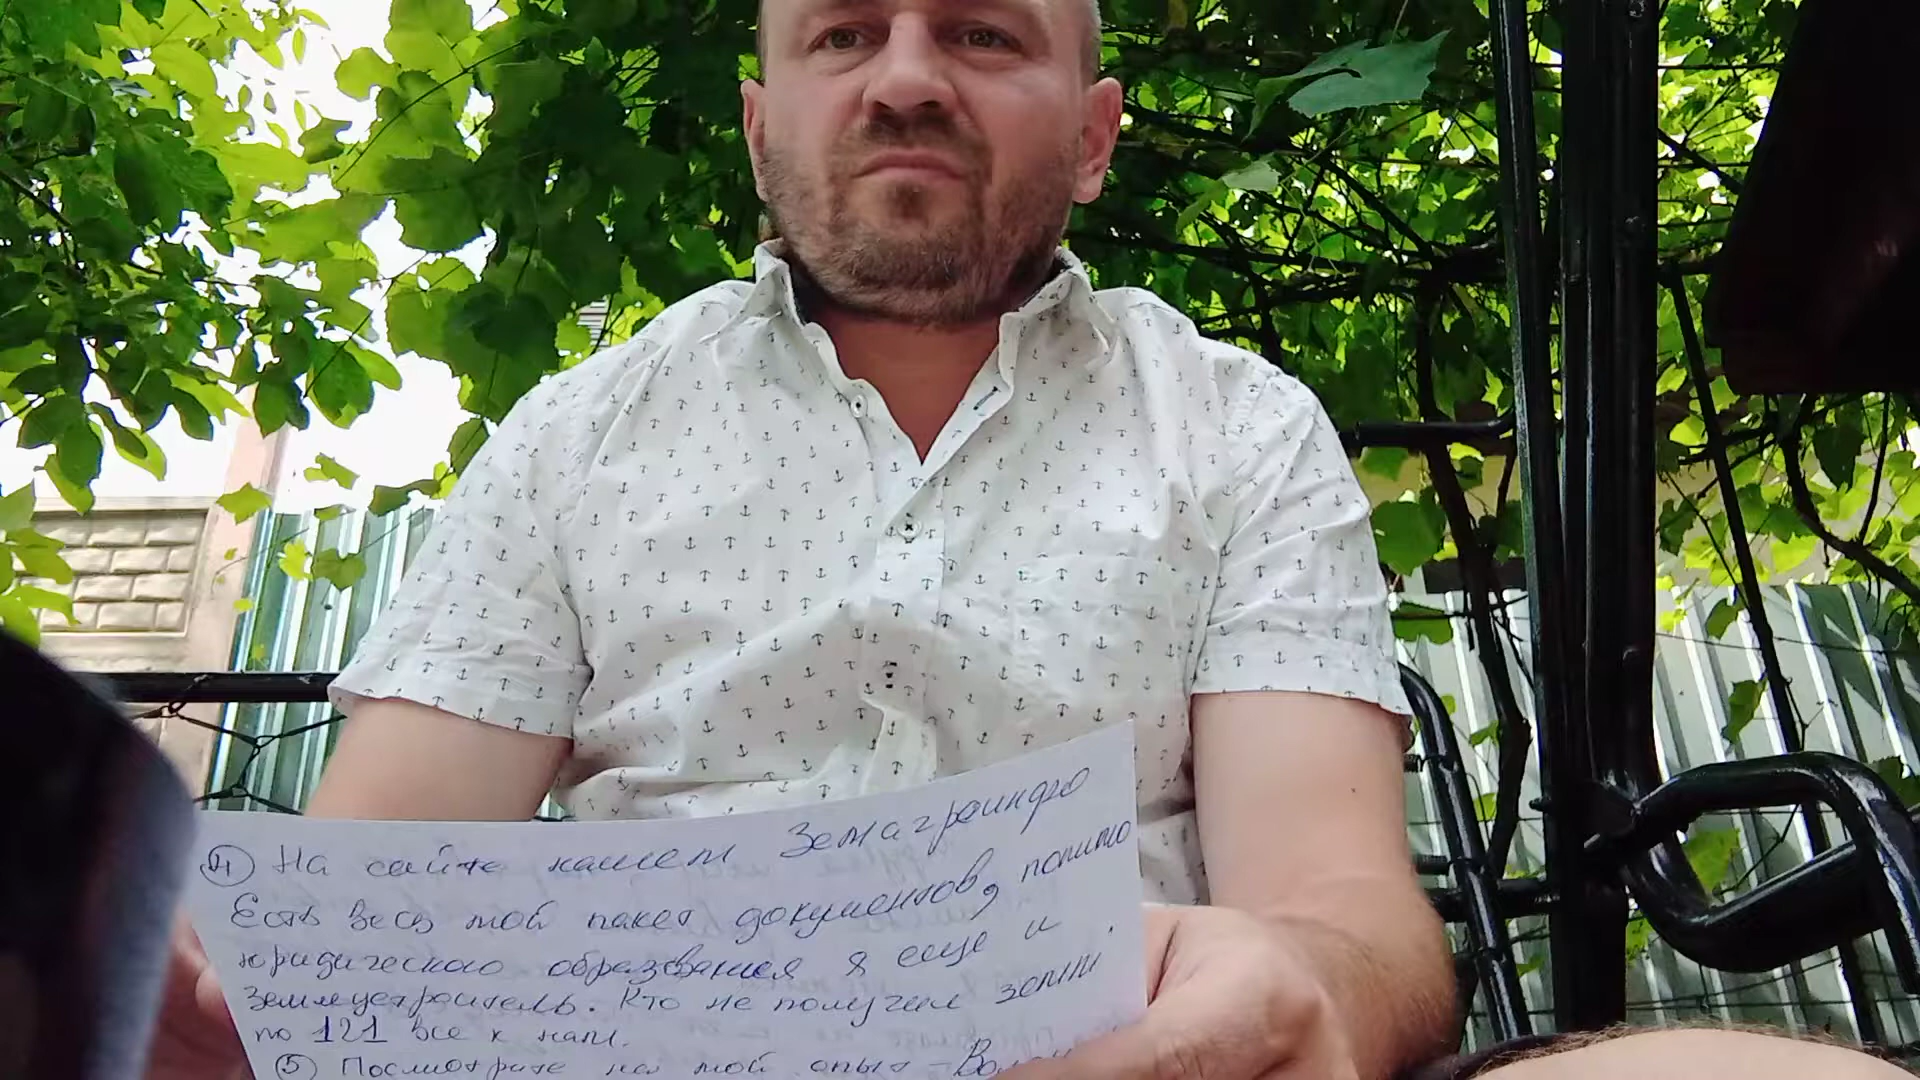 4) На сайте нашем Земаграинфо
Есть весь мой пакет документов, помимо
юридического образования я еще и
землеустроитель. Кто не получил земли
по 121 все к нам.
5) Посмотрите на мой опыт -